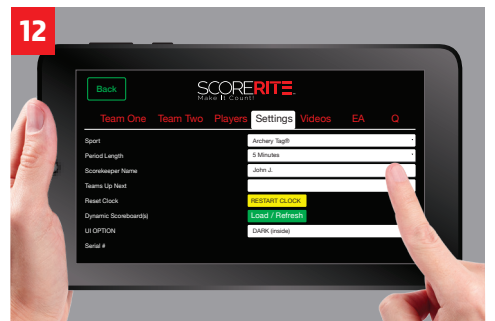 12
Back
SCORERITE.
Make It Count!
Team One Team Two Players Settings Videos EA Q
Sport Archery Tag®
Period Length 5 Minutes
Scorekeeper Name John J.
Teams Up Next
Reset Clock RESTART CLOCK
Dynamic Scoreboard(s) Load / Refresh
UI OPTION DARK (inside)
Serial #